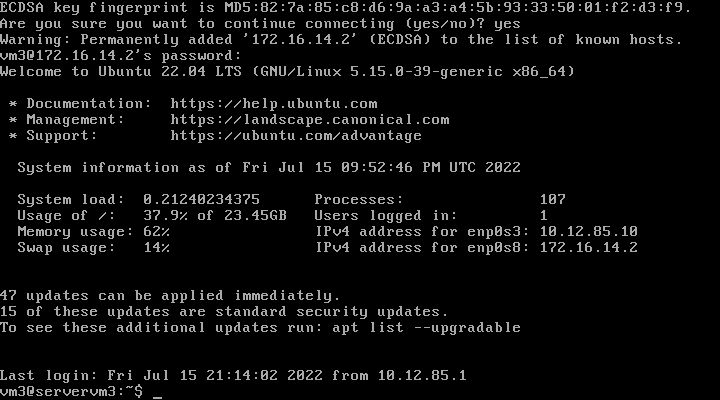 ECDSA key fingerprint is MD5:82:7a:85:c8:d6:9a:a3:a4:5b:93:33:50:01:f2:d3:f9.
Are you sure you want to continue connecting (yes/no)? yes
Warning: Permanently added '172.16.14.2' (ECDSA) to the list of known hosts.
vm3@172.16.14.2's password:
Welcome to Ubuntu 22.04 LTS (GNU/Linux 5.15.0-39-generic x86_64)
* Documentation:  https://help.ubuntu.com
* Management:     https://landscape.canonical.com
* Support:        https://ubuntu.com/advantage
System information as of Fri Jul 15 09:52:46 PM UTC 2022
System load:  0.21240234375      Processes:               107
Usage of /:   37.9% of 23.45GB   Users logged in:         1
Memory usage: 62%                IPv4 address for enp0s3: 10.12.85.10
Swap usage:   14%                IPv4 address for enp0s8: 172.16.14.2
47 updates can be applied immediately.
15 of these updates are standard security updates.
To see these additional updates run: apt list --upgradable
Last login: Fri Jul 15 21:14:02 2022 from 10.12.85.1
vm3@servervm3:~$ _